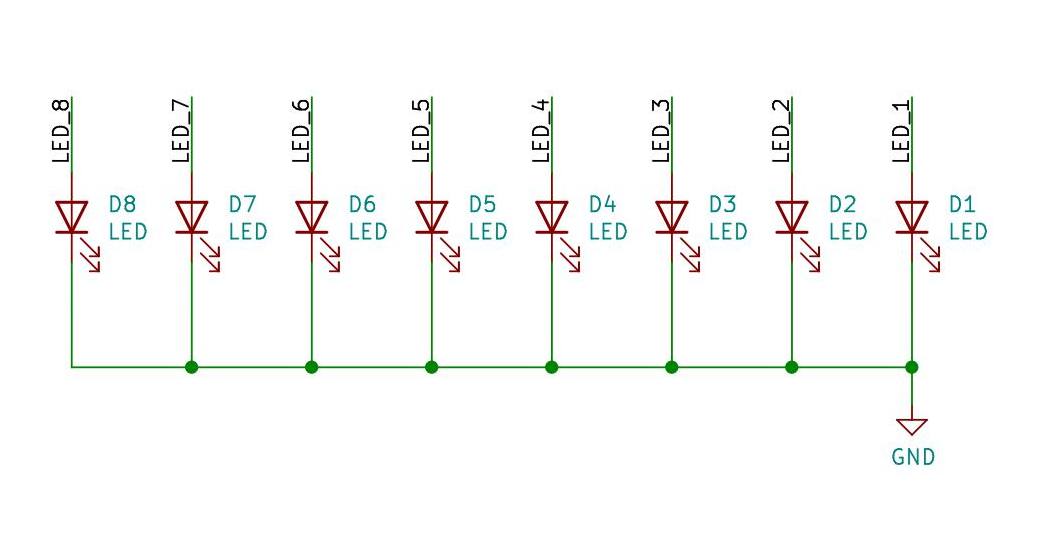 LED_8
LED_7
LED_6
LED_5
LED_4
LED_3
LED_2
LED_1
D8
LED
D7
LED
D6
LED
D5
LED
D4
LED
D3
LED
D2
LED
D1
LED
GND